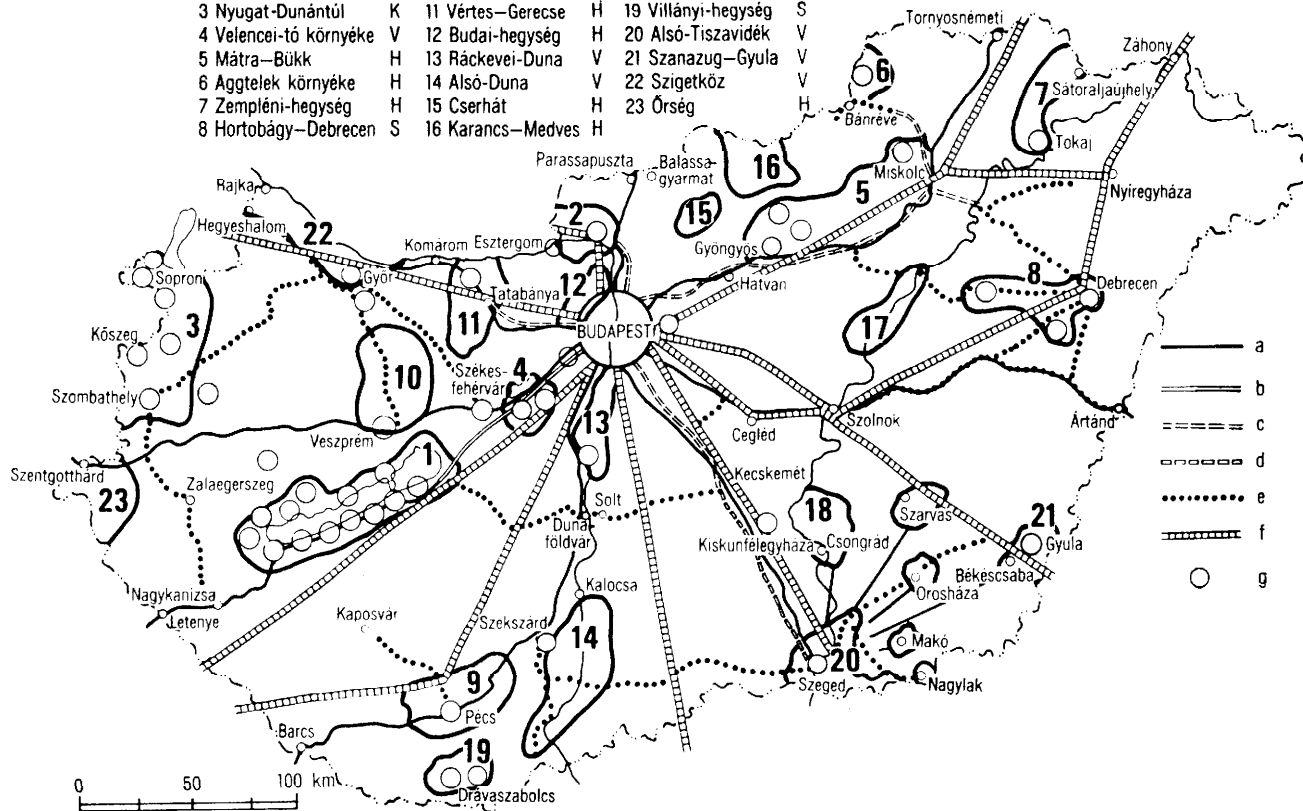 3 Nyugat-Dunántúl K 11 Vértes–Gerecse H 19 Villányi-hegység S
4 Velencei-tó környéke V 12 Budai-hegység H 20 Alsó-Tiszavidék V
5 Mátra–Bükk H 13 Ráckevei-Duna V 21 Szanazug–Gyula V
6 Aggtelek környéke H 14 Alsó-Duna V 22 Szigetköz V
7 Zempléni-hegység H 15 Cserhát H 23 Őrség H
8 Hortobágy–Debrecen S 16 Karancs–Medves H
Tornyosnémeti
Záhony
6
7
Sátoraljaújhely
Bánréve
Tokaj
16
Parassapuszta
Balassa-
gyarmat
Miskolc
Nyíregyháza
Rajka
5
15
2
Hegyeshalom
22
Komárom
Esztergom
Gyöngyös
Sopron
Győr
Tatabánya
12
Hatvan
8
Debrecen
3
11
BUDAPEST
17
Kőszeg
a
10
Székes-
fehérvár
4
b
Szombathely
13
Cegléd
Szolnok
Ártánd
c
Veszprém
1
Szentgotthárd
23
Zalaegerszeg
Kecskemét
d
Solt
18
Szarvas
e
Duna-
földvár
21
Gyula
f
Kiskunfélegyháza
Csongrád
Békéscsaba
g
Nagykanizsa
Kalocsa
Orosháza
Letenye
Kaposvár
Szekszárd
14
Makó
9
20
Szeged
Nagylak
Pécs
Barcs
19
0 50 100 km
Drávaszabolcs